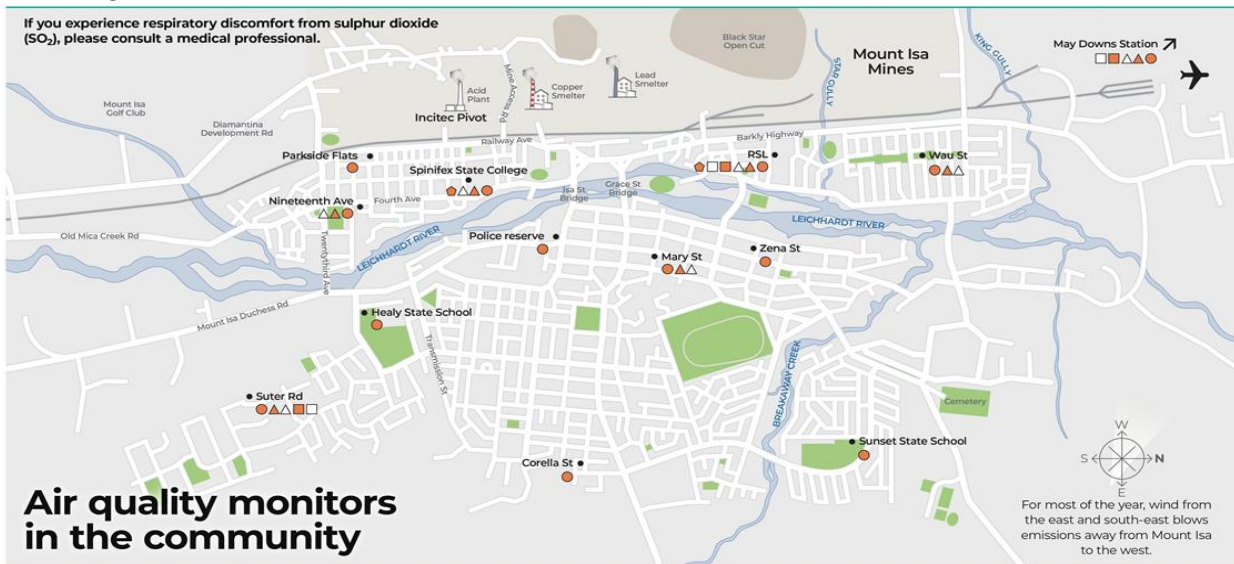 If you experience respiratory discomfort from sulphur dioxide
(SO₂), please consult a medical professional.
Black Star
Open Cut
Mount Isa
Mines
STAR GULLY
KING GULLY
May Downs Station
Mount Isa
Golf Club
Diamantina
Development Rd
Acid
Plant
Incitec Pivot
Mine Access Rd
Copper
Smelter
Lead
Smelter
Railway Ave
Barkly Highway
Parkside Flats
Spinifex State College
RSL
Wau St
Nineteenth Ave
Fourth Ave
Isa St
Bridge
Grace St
Bridge
Old Mica Creek Rd
Twentythird Ave
LEICHHARDT RIVER
LEICHHARDT RIVER
Police reserve
Mary St
Zena St
Mount Isa Duchess Rd
Healy State School
Transmission St
BREAKAWAY CREEK
Suter Rd
Cemetery
Sunset State School
Corella St
W
S
N
E
Air quality monitors
in the community
For most of the year, wind from
the east and south-east blows
emissions away from Mount Isa
to the west.